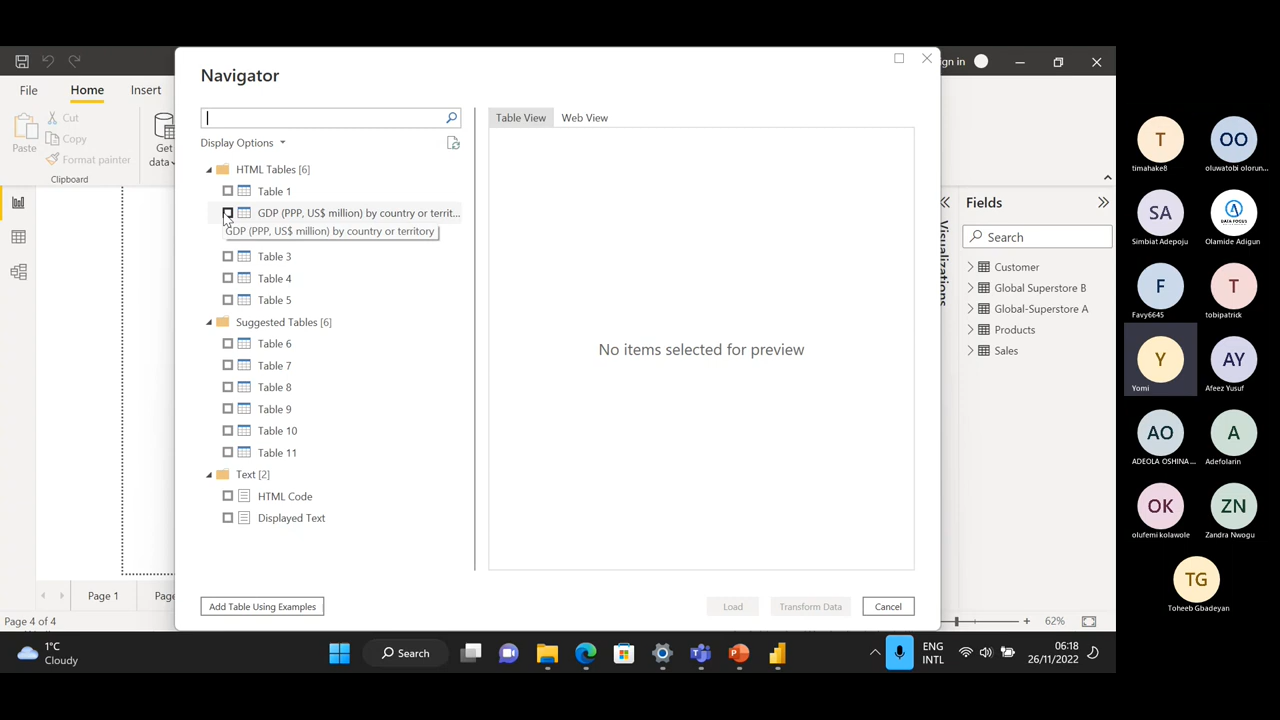 gn in
File
Home
Insert
Paste
Cut
Copy
Format painter
Clipboard
Get
data
Navigator
Display Options
HTML Tables [6]
Table 1
GDP (PPP, US$ million) by country or territ...
GDP (PPP, US$ million) by country or territory
Table 3
Table 4
Table 5
Suggested Tables [6]
Table 6
Table 7
Table 8
Table 9
Table 10
Table 11
Text [2]
HTML Code
Displayed Text
Table View
Web View
No items selected for preview
Add Table Using Examples
Load
Transform Data
Cancel
Visualizations
Fields
Search
Customer
Global Superstore B
Global-Superstore A
Products
Sales
Page 1
Page 4 of 4
62%
1°C
Cloudy
Search
ENG
INTL
06:18
26/11/2022
T
timahake8
OO
oluwatobi olorun...
SA
Simbiat Adepoju
DATA FOCUS
Olamide Adigun
F
Favy6645
T
tobipatrick
Y
Yomi
AY
Afeez Yusuf
AO
ADEOLA OSHINA...
A
Adefolarin
OK
olufemi kolawole
ZN
Zandra Nwogu
TG
Toheeb Gbadeyan